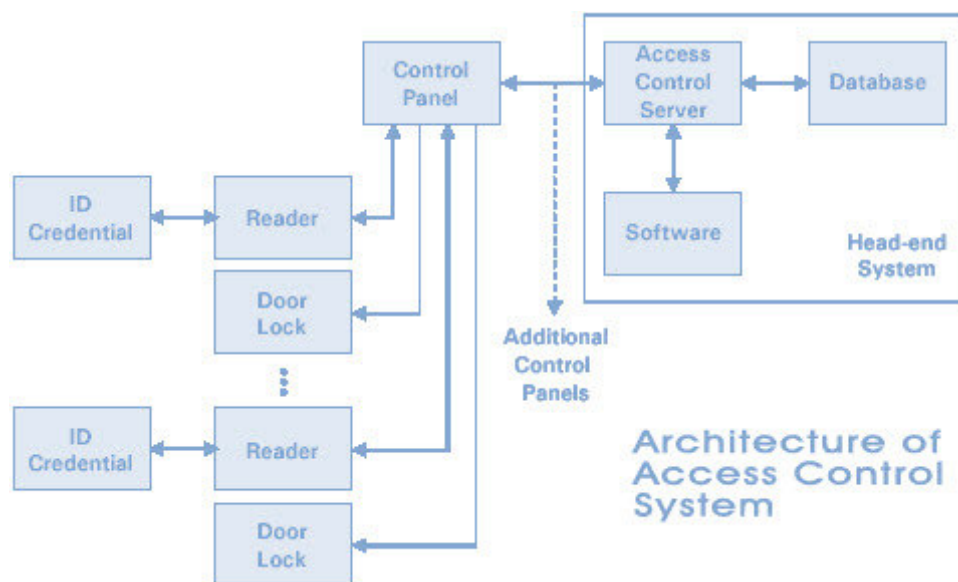 Control
Panel
Access
Control
Server
Database
ID
Credential
Reader
Software
Head-end
System
Door
Lock
Additional
Control
Panels
ID
Credential
Reader
Architecture of
Access Control
System
Door
Lock